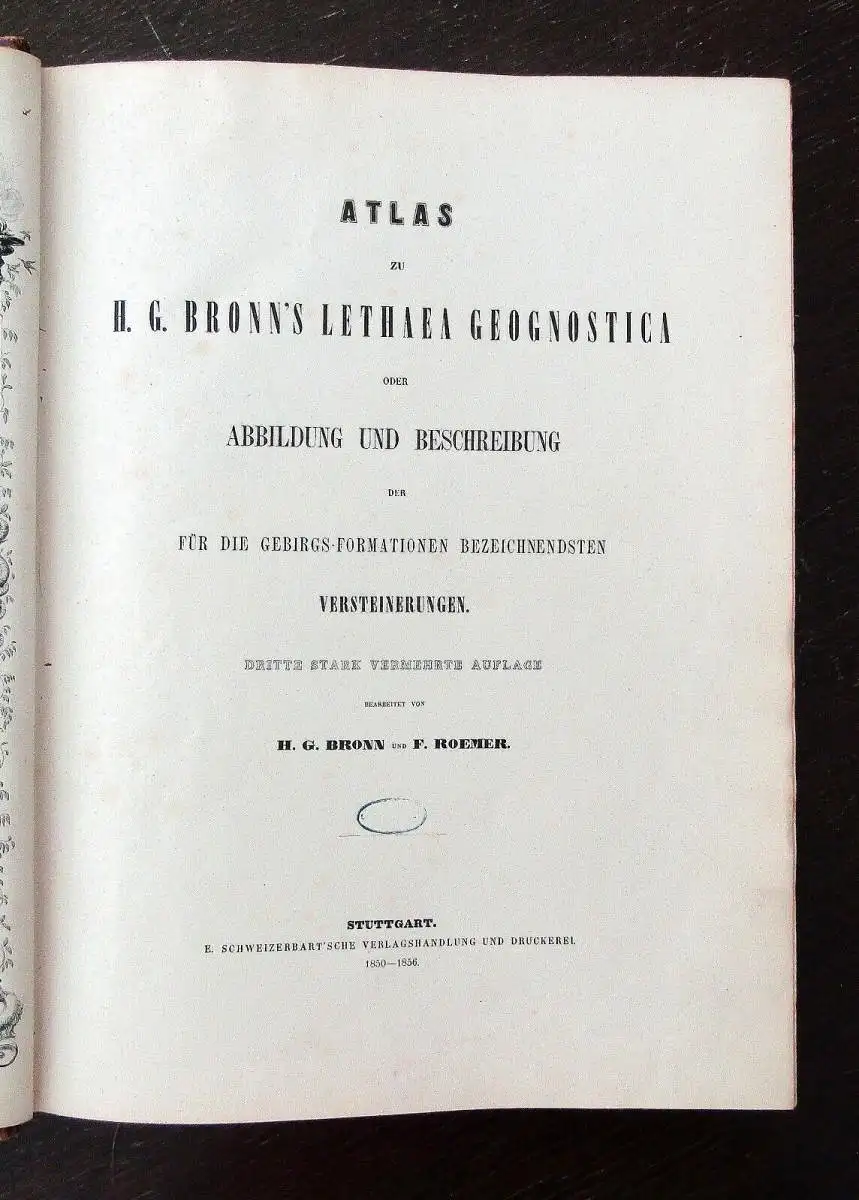 ATLAS
ZU
H. G. BRONN'S LETHAEA GEOGNOSTICA
ODER
ABBILDUNG UND BESCHREIBUNG
DER
FÜR DIE GEBIRGS-FORMATIONEN BEZEICHNENDSTEN
VERSTEINERUNGEN.
DRITTE STARK VERMEHRTE AUFLAGE
BEARBEITET VON
H. G. BRONN UND F. ROEMER.
STUTTGART.
E. SCHWEIZERBART'SCHE VERLAGSHANDLUNG UND DRUCKEREI.
1850—1856.